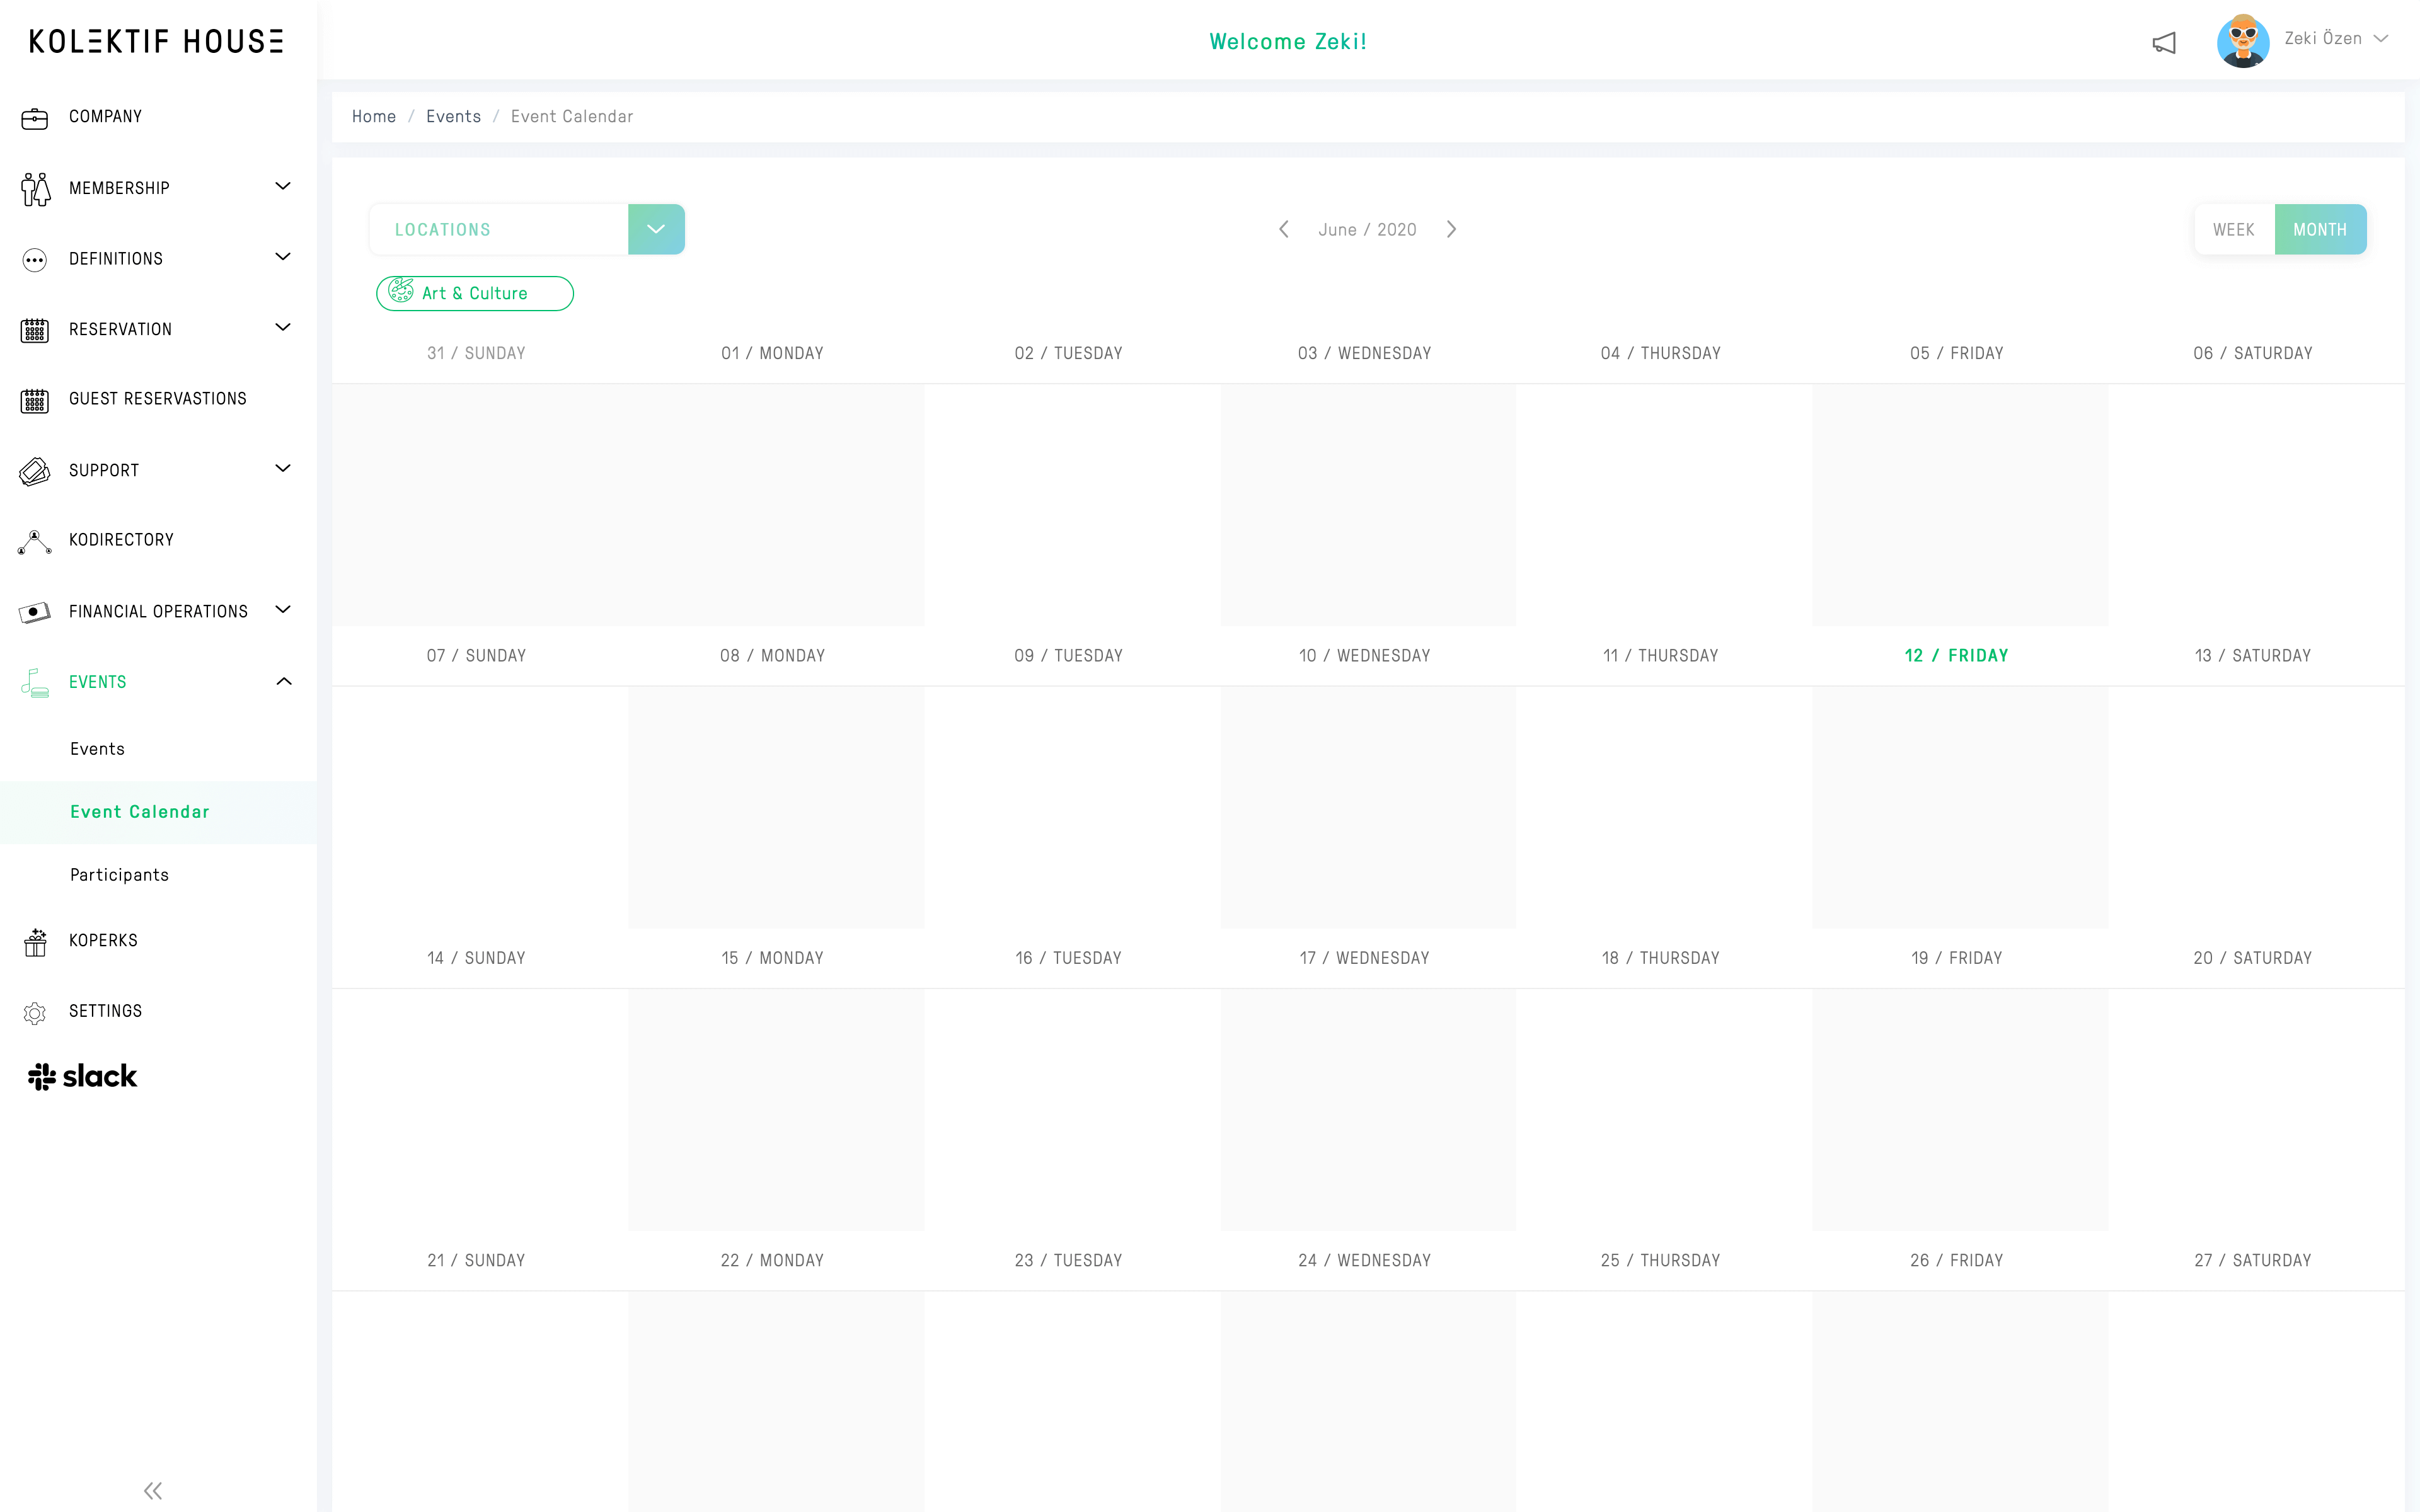 KOLEKTIF HOUSE
Welcome Zeki!
Zeki Özen
COMPANY
MEMBERSHIP
DEFINITIONS
RESERVATION
GUEST RESERVASTIONS
SUPPORT
KODIRECTORY
FINANCIAL OPERATIONS
EVENTS
Events
Event Calendar
Participants
KOPERKS
SETTINGS
slack
Home / Events / Event Calendar
LOCATIONS
June / 2020
WEEK MONTH
Art & Culture
31 / SUNDAY 01 / MONDAY 02 / TUESDAY 03 / WEDNESDAY 04 / THURSDAY 05 / FRIDAY 06 / SATURDAY
07 / SUNDAY 08 / MONDAY 09 / TUESDAY 10 / WEDNESDAY 11 / THURSDAY 12 / FRIDAY 13 / SATURDAY
14 / SUNDAY 15 / MONDAY 16 / TUESDAY 17 / WEDNESDAY 18 / THURSDAY 19 / FRIDAY 20 / SATURDAY
21 / SUNDAY 22 / MONDAY 23 / TUESDAY 24 / WEDNESDAY 25 / THURSDAY 26 / FRIDAY 27 / SATURDAY